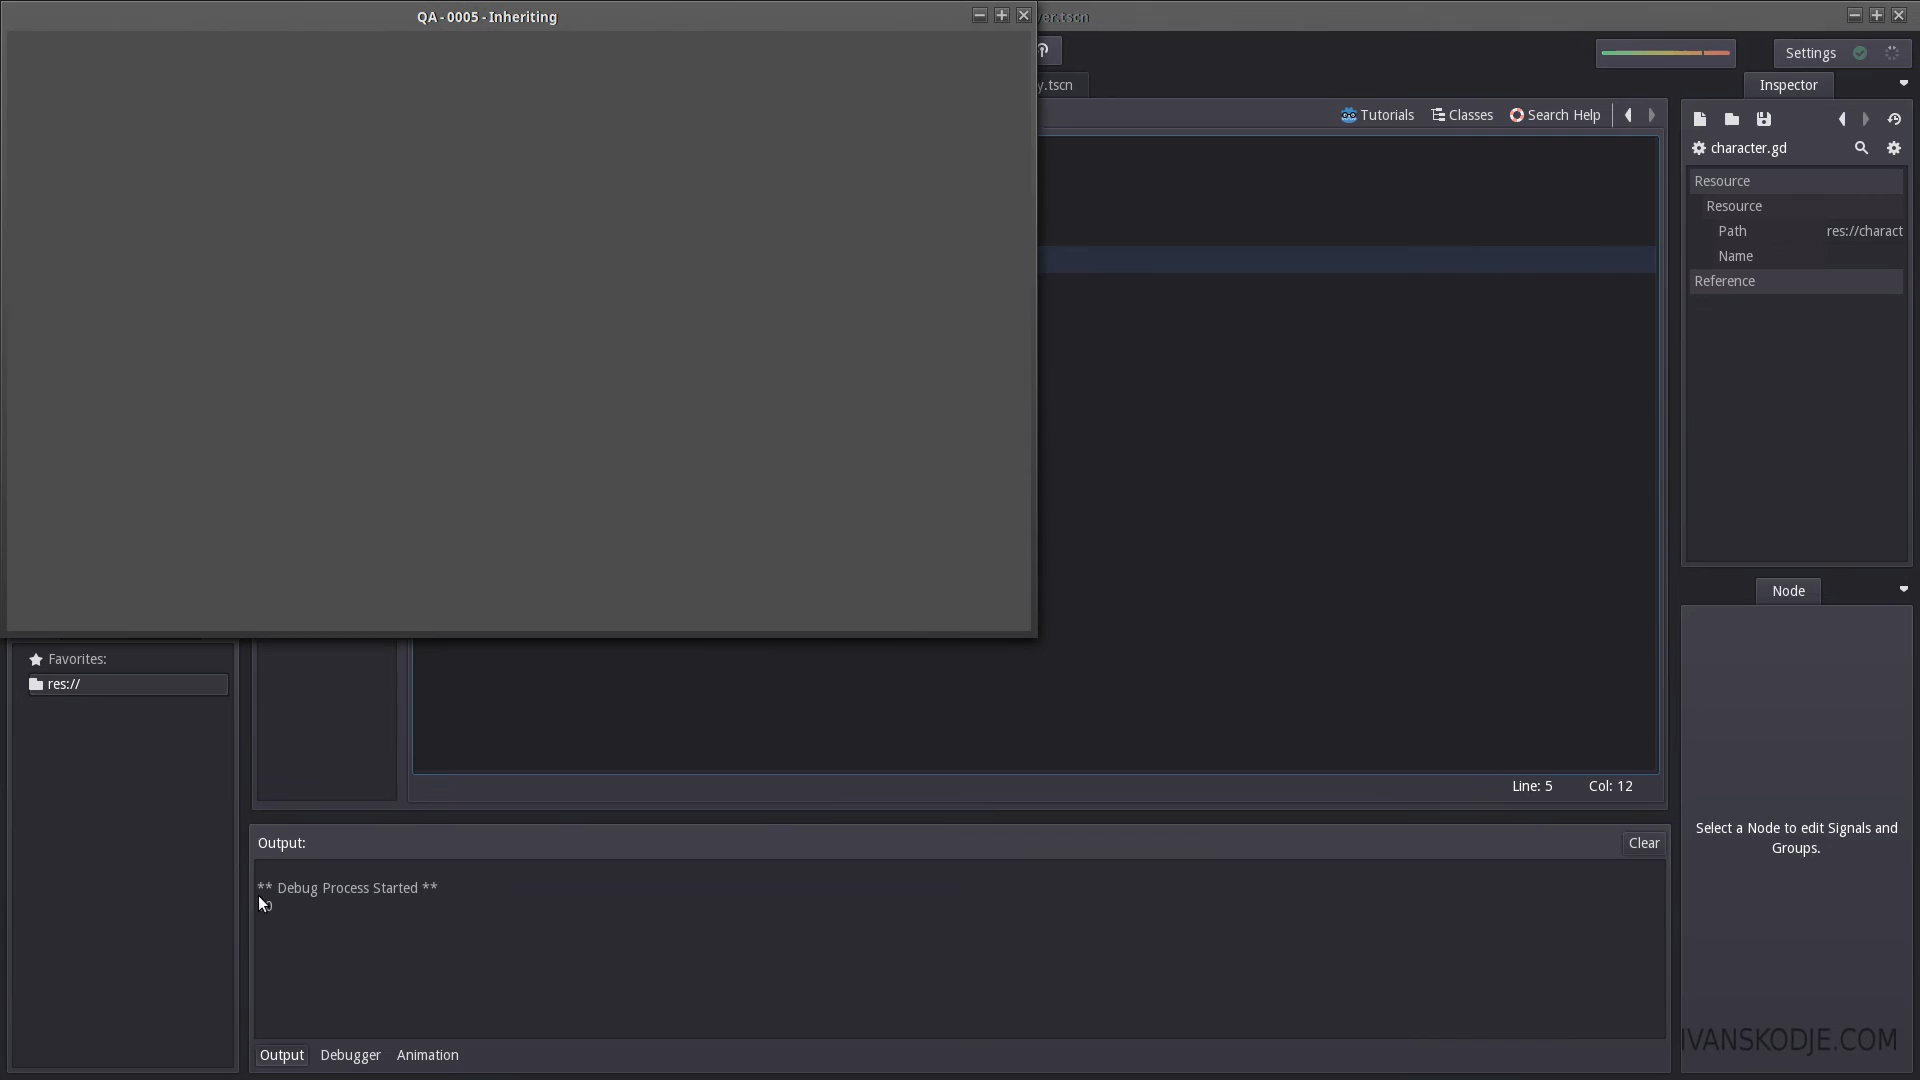 QA - 0005 - Inheriting
er.tscn
Settings
y.tscn
Inspector
Tutorials
Classes
Search Help
character.gd
Resource
Resource
Path
res://charact
Name
Reference
Favorites:
res://
Node
Line: 5
Col: 12
Select a Node to edit Signals and
Groups.
Output:
Clear
** Debug Process Started **
Output
Debugger
Animation
IVANSKODJE.COM